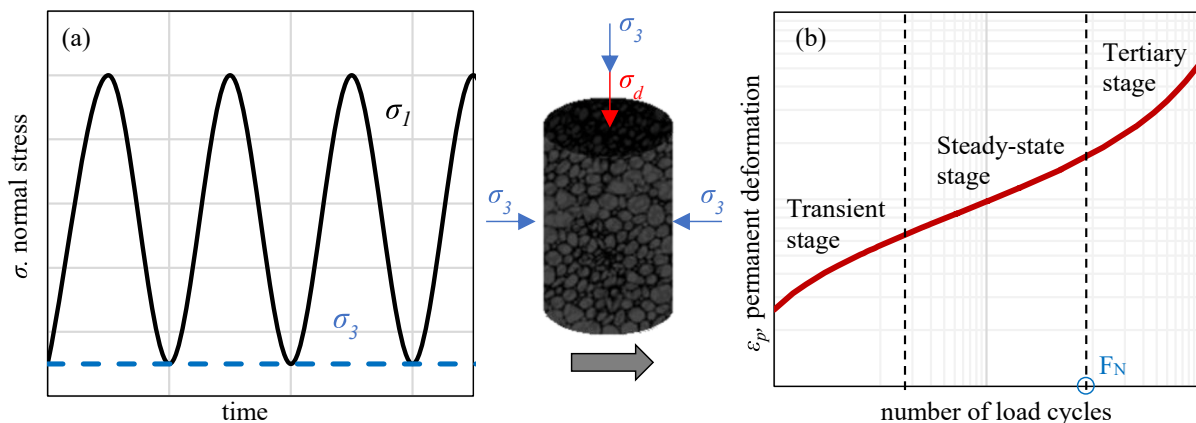 (a)
σ. normal stress
σ1
σ3
time
σ3
σd
σ3
σ3
(b)
εp, permanent deformation
Transient
stage
Steady-state
stage
Tertiary
stage
FN
number of load cycles